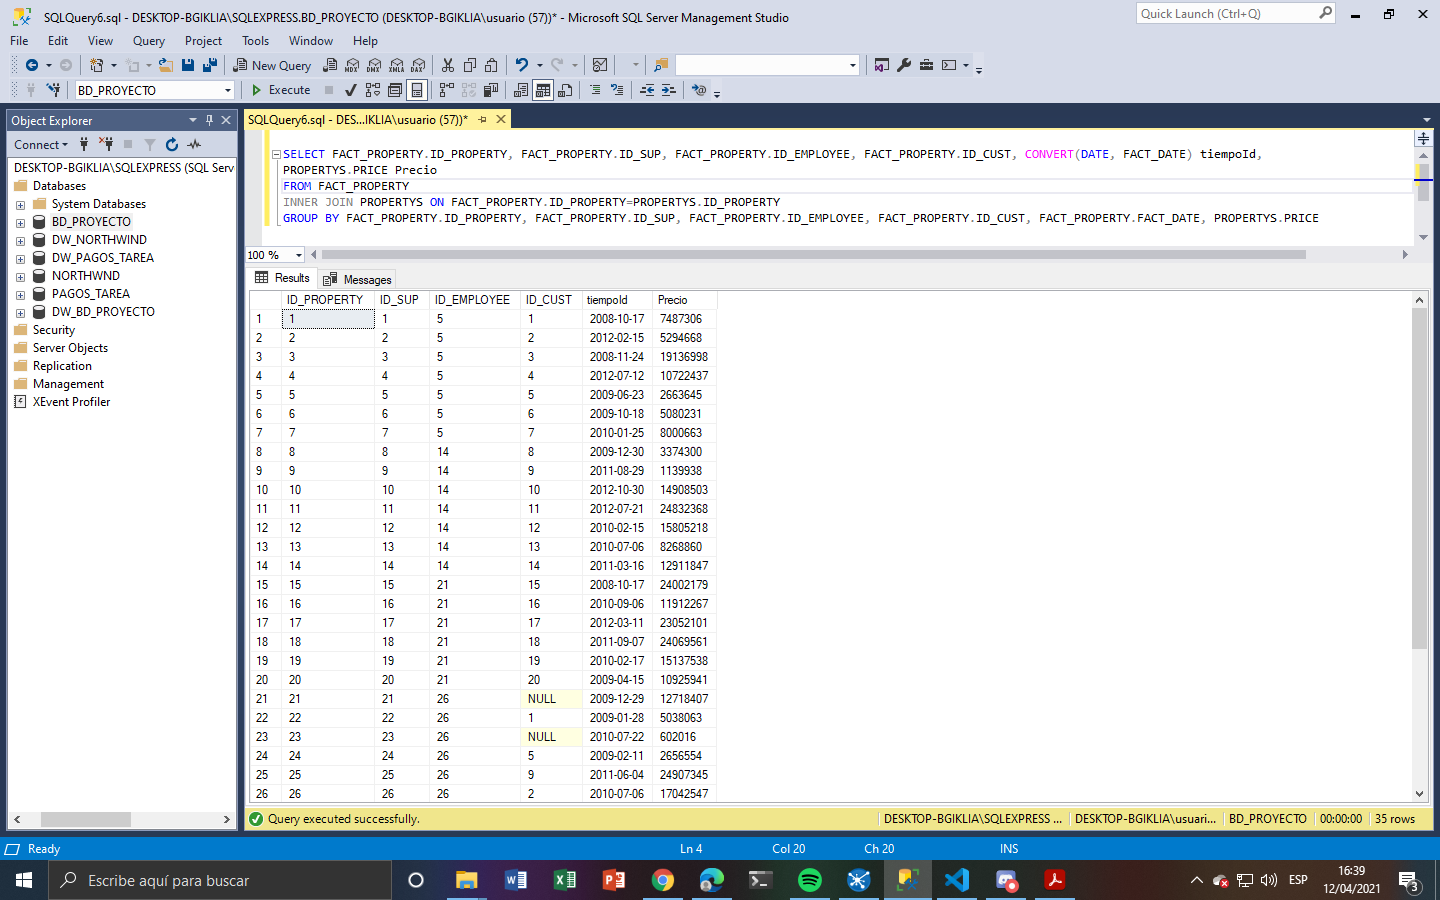 SQLQuery6.sql - DESKTOP-BGIKLIA\SQLEXPRESS.BD_PROYECTO (DESKTOP-BGIKLIA\usuario (57))* - Microsoft SQL Server Management Studio
Quick Launch (Ctrl+Q)
File Edit View Query Project Tools Window Help
New Query MDX DMX XMLA DAX
BD_PROYECTO Execute
Object Explorer
SQLQuery6.sql - DES...IKLIA\usuario (57))*
Connect
DESKTOP-BGIKLIA\SQLEXPRESS (SQL Serv
Databases
System Databases
BD_PROYECTO
DW_NORTHWIND
DW_PAGOS_TAREA
NORTHWND
PAGOS_TAREA
DW_BD_PROYECTO
Security
Server Objects
Replication
Management
XEvent Profiler
SELECT FACT_PROPERTY.ID_PROPERTY, FACT_PROPERTY.ID_SUP, FACT_PROPERTY.ID_EMPLOYEE, FACT_PROPERTY.ID_CUST, CONVERT(DATE, FACT_DATE) tiempoId,
PROPERTYS.PRICE Precio
FROM FACT_PROPERTY
INNER JOIN PROPERTYS ON FACT_PROPERTY.ID_PROPERTY=PROPERTYS.ID_PROPERTY
GROUP BY FACT_PROPERTY.ID_PROPERTY, FACT_PROPERTY.ID_SUP, FACT_PROPERTY.ID_EMPLOYEE, FACT_PROPERTY.ID_CUST, FACT_PROPERTY.FACT_DATE, PROPERTYS.PRICE
100 %
Results Messages
ID_PROPERTY ID_SUP ID_EMPLOYEE ID_CUST tiempoId Precio
1 1 1 5 1 2008-10-17 7487306
2 2 2 5 2 2012-02-15 5294668
3 3 3 5 3 2008-11-24 19136998
4 4 4 5 4 2012-07-12 10722437
5 5 5 5 5 2009-06-23 2663645
6 6 6 5 6 2009-10-18 5080231
7 7 7 5 7 2010-01-25 8000663
8 8 8 14 8 2009-12-30 3374300
9 9 9 14 9 2011-08-29 1139938
10 10 10 14 10 2012-10-30 14908503
11 11 11 14 11 2012-07-21 24832368
12 12 12 14 12 2010-02-15 15805218
13 13 13 14 13 2010-07-06 8268860
14 14 14 14 14 2011-03-16 12911847
15 15 15 21 15 2008-10-17 24002179
16 16 16 21 16 2010-09-06 11912267
17 17 17 21 17 2012-03-11 23052101
18 18 18 21 18 2011-09-07 24069561
19 19 19 21 19 2010-02-17 15137538
20 20 20 21 20 2009-04-15 10925941
21 21 21 26 NULL 2009-12-29 12718407
22 22 22 26 1 2009-01-28 5038063
23 23 23 26 NULL 2010-07-22 602016
24 24 24 26 5 2009-02-11 2656554
25 25 25 26 9 2011-06-04 24907345
26 26 26 26 2 2010-07-06 17042547
Query executed successfully. DESKTOP-BGIKLIA\SQLEXPRESS ... DESKTOP-BGIKLIA\usuari... BD_PROYECTO 00:00:00 35 rows
Ready Ln 4 Col 20 Ch 20 INS
Escribe aquí para buscar
ESP
16:39
12/04/2021
3